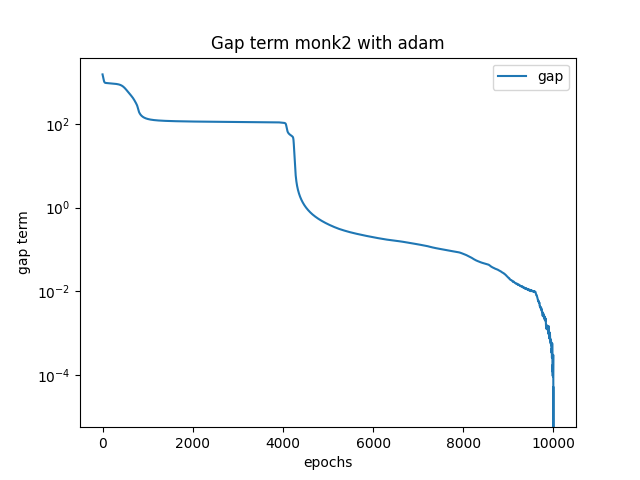 Gap term monk2 with adam
gap
gap term
10²
10⁰
10⁻²
10⁻⁴
0 2000 4000 6000 8000 10000
epochs